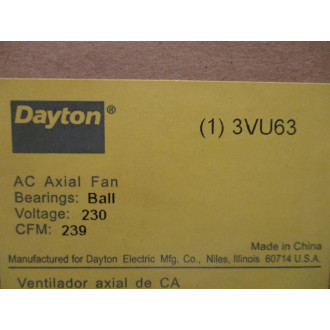 Dayton®
(1) 3VU63
AC Axial Fan
Bearings: Ball
Voltage: 230
CFM: 239
Made in China
Manufactured for Dayton Electric Mfg. Co., Niles, Illinois 60714 U.S.A.
Ventilador axial de CA